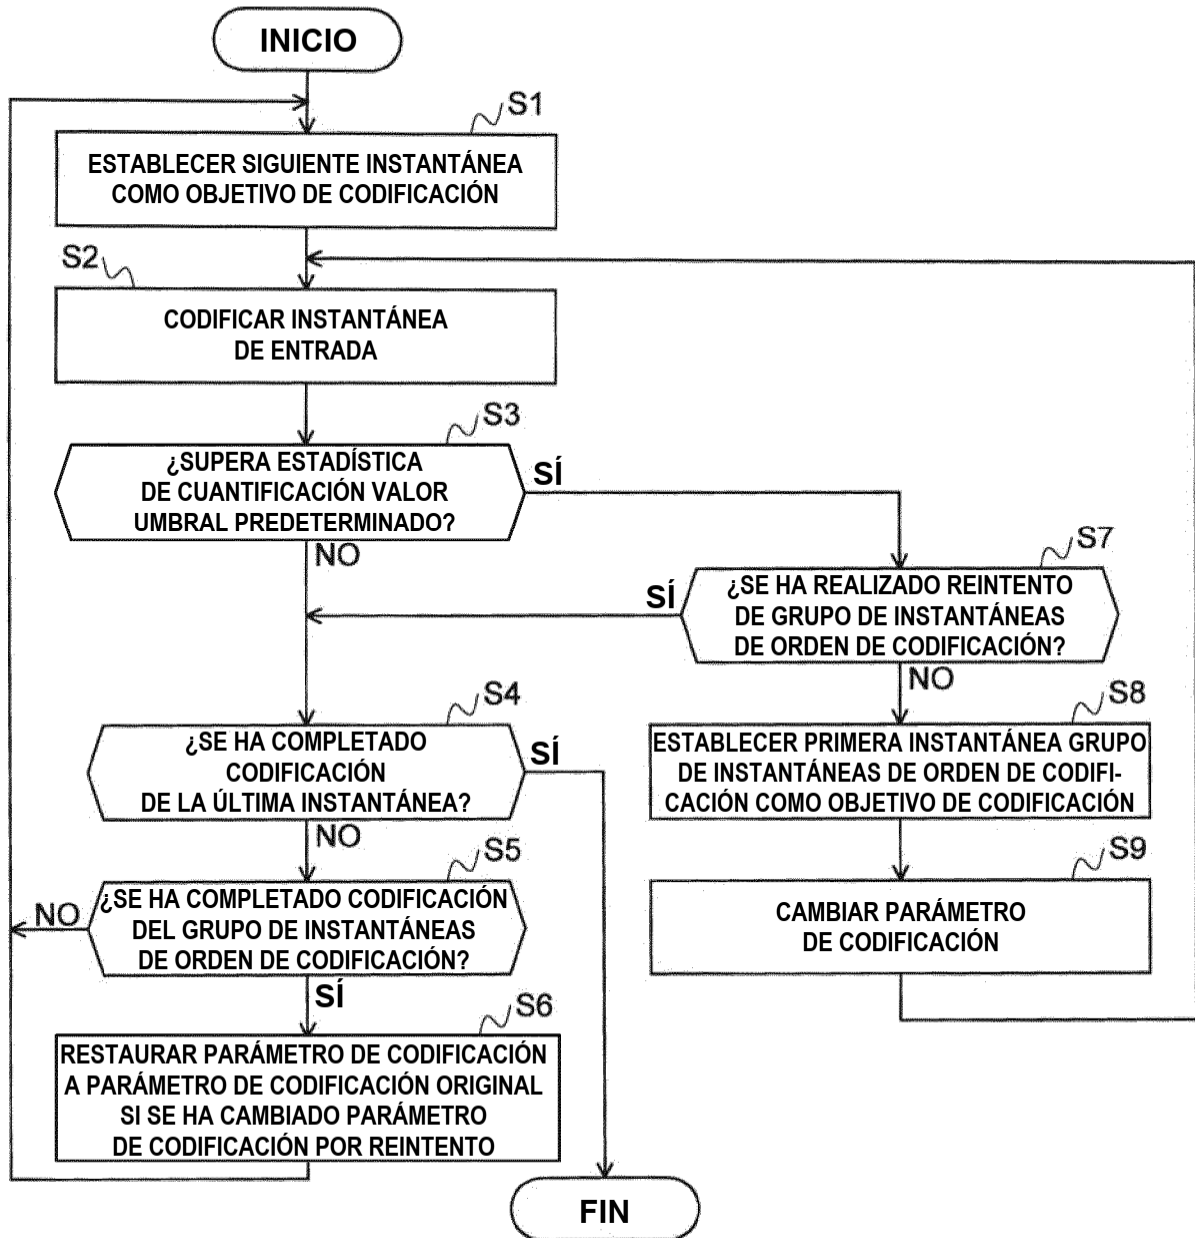 INICIO
S1
ESTABLECER SIGUIENTE INSTANTÁNEA
COMO OBJETIVO DE CODIFICACIÓN
S2
CODIFICAR INSTANTÁNEA
DE ENTRADA
S3
¿SUPERA ESTADÍSTICA
DE CUANTIFICACIÓN VALOR
UMBRAL PREDETERMINADO?
SÍ
NO
S7
¿SE HA REALIZADO REINTENTO
DE GRUPO DE INSTANTÁNEAS
DE ORDEN DE CODIFICACIÓN?
SÍ
NO
S4
¿SE HA COMPLETADO
CODIFICACIÓN
DE LA ÚLTIMA INSTANTÁNEA?
SÍ
NO
S8
ESTABLECER PRIMERA INSTANTÁNEA GRUPO
DE INSTANTÁNEAS DE ORDEN DE CODIFI-
CACIÓN COMO OBJETIVO DE CODIFICACIÓN
S5
¿SE HA COMPLETADO CODIFICACIÓN
DEL GRUPO DE INSTANTÁNEAS
DE ORDEN DE CODIFICACIÓN?
NO
SÍ
S9
CAMBIAR PARÁMETRO
DE CODIFICACIÓN
S6
RESTAURAR PARÁMETRO DE CODIFICACIÓN
A PARÁMETRO DE CODIFICACIÓN ORIGINAL
SI SE HA CAMBIADO PARÁMETRO
DE CODIFICACIÓN POR REINTENTO
FIN